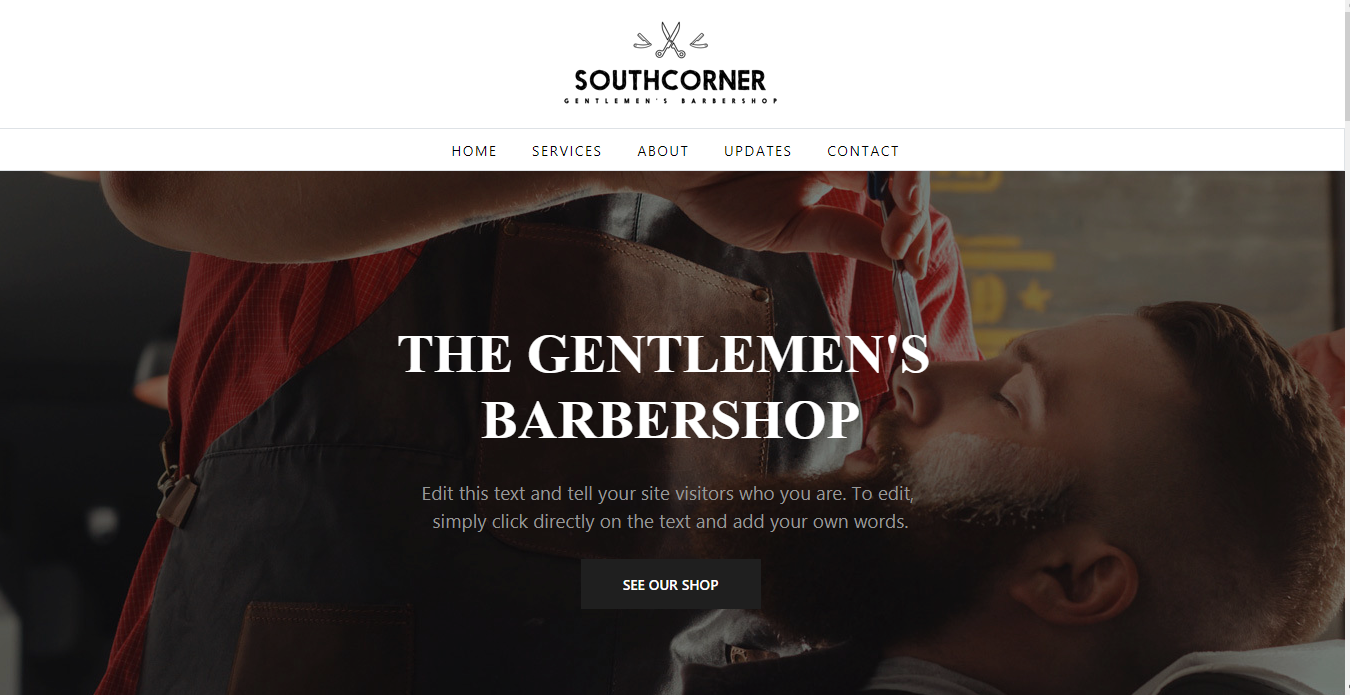 SOUTHCORNER
GENTLEMEN'S BARBERSHOP
HOME SERVICES ABOUT UPDATES CONTACT
THE GENTLEMEN'S
BARBERSHOP
Edit this text and tell your site visitors who you are. To edit,
simply click directly on the text and add your own words.
SEE OUR SHOP